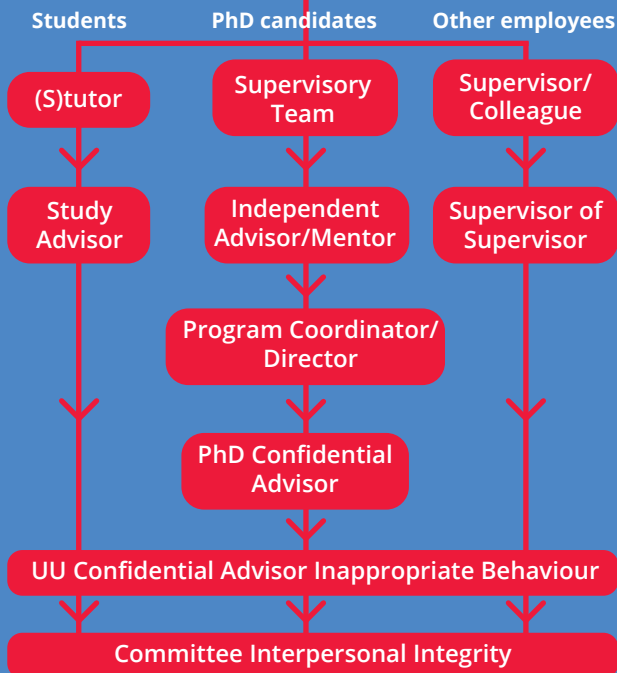 Students
PhD candidates
Other employees
(S)tutor
Supervisory
Team
Supervisor/
Colleague
Study
Advisor
Independent
Advisor/Mentor
Supervisor of
Supervisor
Program Coordinator/
Director
PhD Confidential
Advisor
UU Confidential Advisor Inappropriate Behaviour
Committee Interpersonal Integrity